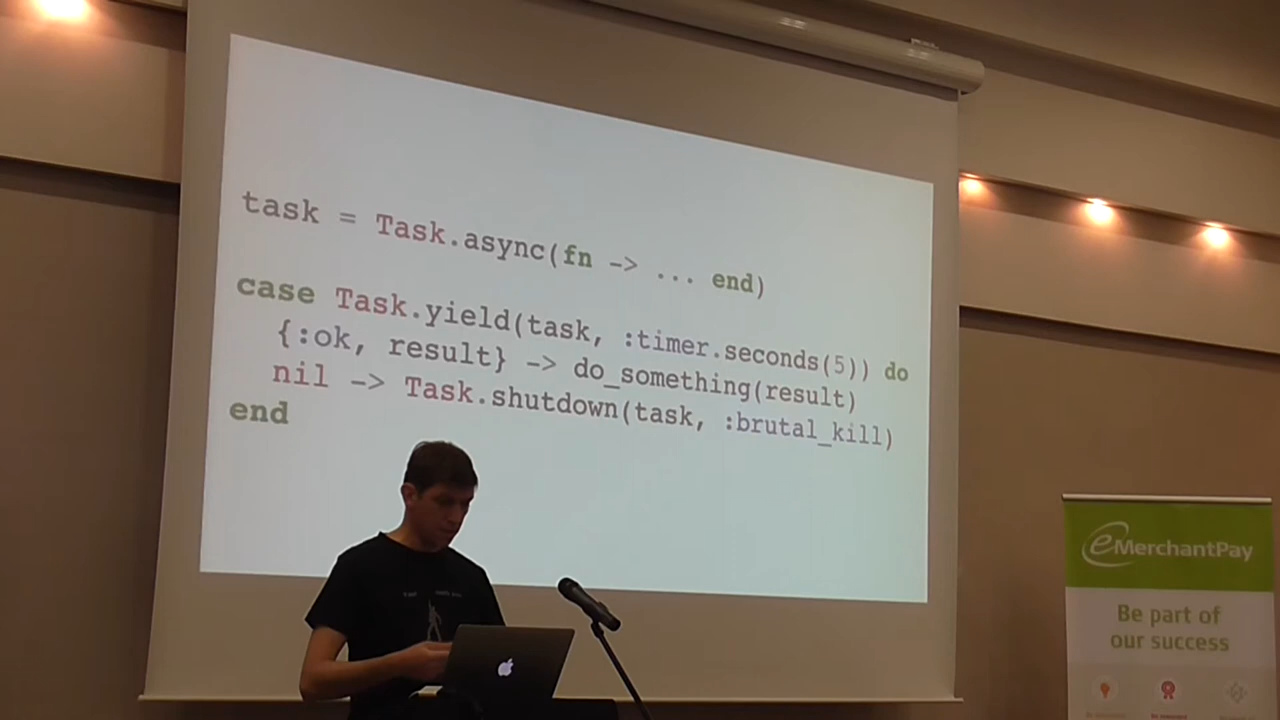 task = Task.async(fn -> ... end)
case Task.yield(task, :timer.seconds(5)) do
{:ok, result} -> do_something(result)
nil -> Task.shutdown(task, :brutal_kill)
end
eMerchantPay
Be part of
our success